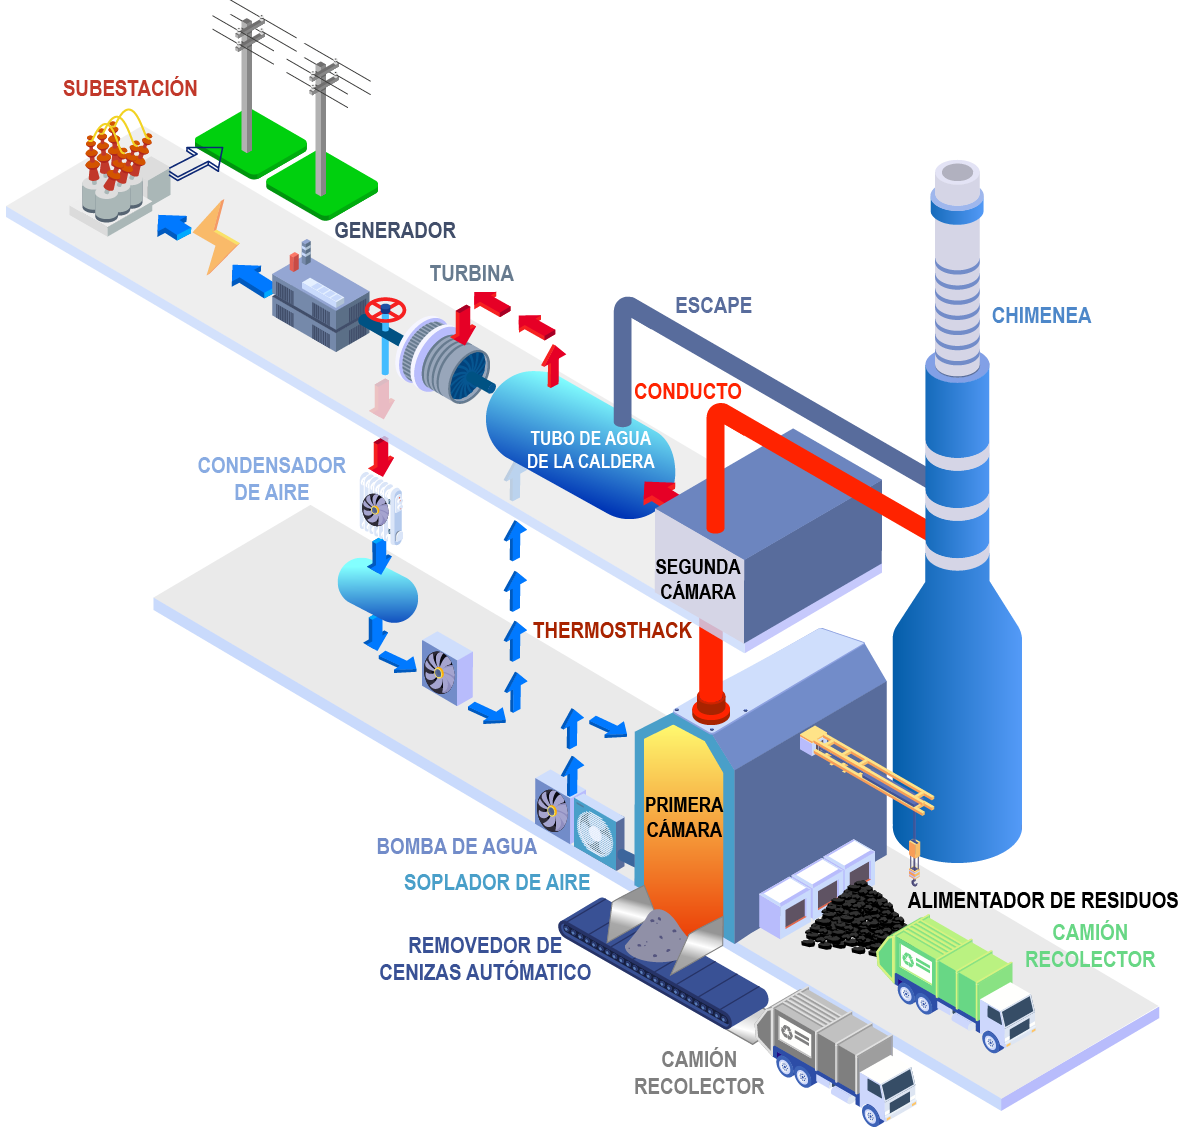 SUBESTACIÓN
GENERADOR
TURBINA
ESCAPE
CHIMENEA
CONDUCTO
TUBO DE AGUA
DE LA CALDERA
CONDENSADOR
DE AIRE
SEGUNDA
CÁMARA
THERMOSTHACK
PRIMERA
CÁMARA
BOMBA DE AGUA
SOPLADOR DE AIRE
ALIMENTADOR DE RESIDUOS
CAMIÓN
RECOLECTOR
REMOVEDOR DE
CENIZAS AUTÓMATICO
CAMIÓN
RECOLECTOR